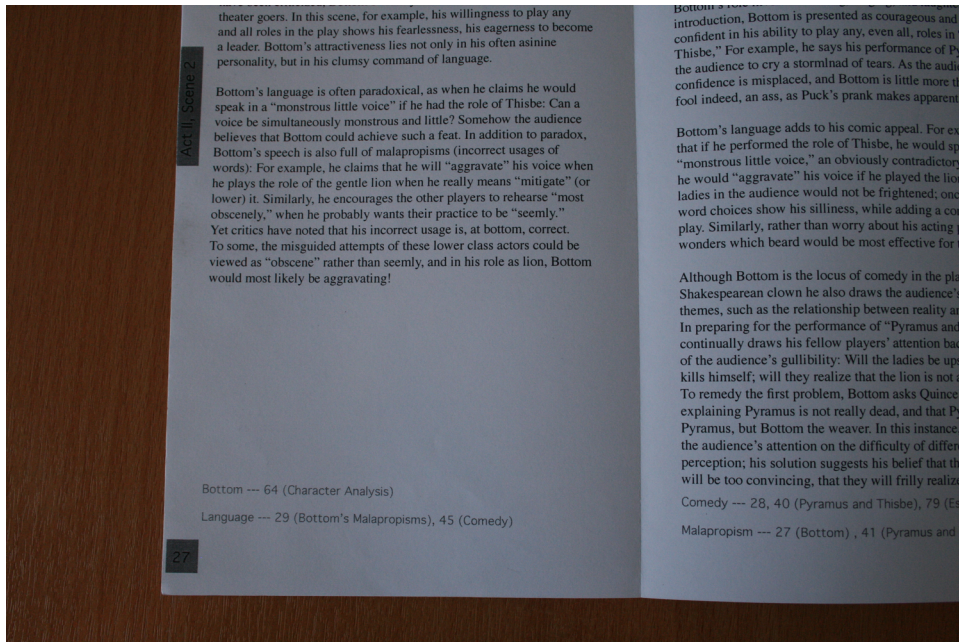 theater goers. In this scene, for example, his willingness to play any
and all roles in the play shows his fearlessness, his eagerness to become
a leader. Bottom's attractiveness lies not only in his often asinine
personality, but in his clumsy command of language.
Act II, Scene 2
Bottom's language is often paradoxical, as when he claims he would
speak in a “monstrous little voice” if he had the role of Thisbe: Can a
voice be simultaneously monstrous and little? Somehow the audience
believes that Bottom could achieve such a feat. In addition to paradox,
Bottom's speech is also full of malapropisms (incorrect usages of
words): For example, he claims that he will “aggravate” his voice when
he plays the role of the gentle lion when he really means “mitigate” (or
lower) it. Similarly, he encourages the other players to rehearse “most
obscenely,” when he probably wants their practice to be “seemly.”
Yet critics have noted that his incorrect usage is, at bottom, correct.
To some, the misguided attempts of these lower class actors could be
viewed as “obscene” rather than seemly, and in his role as lion, Bottom
would most likely be aggravating!
Bottom --- 64 (Character Analysis)
Language --- 29 (Bottom's Malapropisms), 45 (Comedy)
27
introduction, Bottom is presented as courageous and
confident in his ability to play any, even all, roles in
Thisbe,” For example, he says his performance of
the audience to cry a stormlnad of tears. As the
confidence is misplaced, and Bottom is little more
fool indeed, an ass, as Puck's prank makes apparent
Bottom's language adds to his comic appeal. For
that if he performed the role of Thisbe, he would
“monstrous little voice,” an obviously contradictory
he would “aggravate” his voice if he played the
ladies in the audience would not be frightened;
word choices show his silliness, while adding a
play. Similarly, rather than worry about his acting
wonders which beard would be most effective for
Although Bottom is the locus of comedy in the
Shakespearean clown he also draws the audience's
themes, such as the relationship between reality
In preparing for the performance of “Pyramus and
continually draws his fellow players' attention
of the audience's gullibility: Will the ladies be
kills himself; will they realize that the lion is not
To remedy the first problem, Bottom asks Quince
explaining Pyramus is not really dead, and that
Pyramus, but Bottom the weaver. In this instance,
the audience's attention on the difficulty of
perception; his solution suggests his belief that
will be too convincing, that they will frilly
Comedy --- 28, 40 (Pyramus and Thisbe), 79
Malapropism --- 27 (Bottom) , 41 (Pyramus and